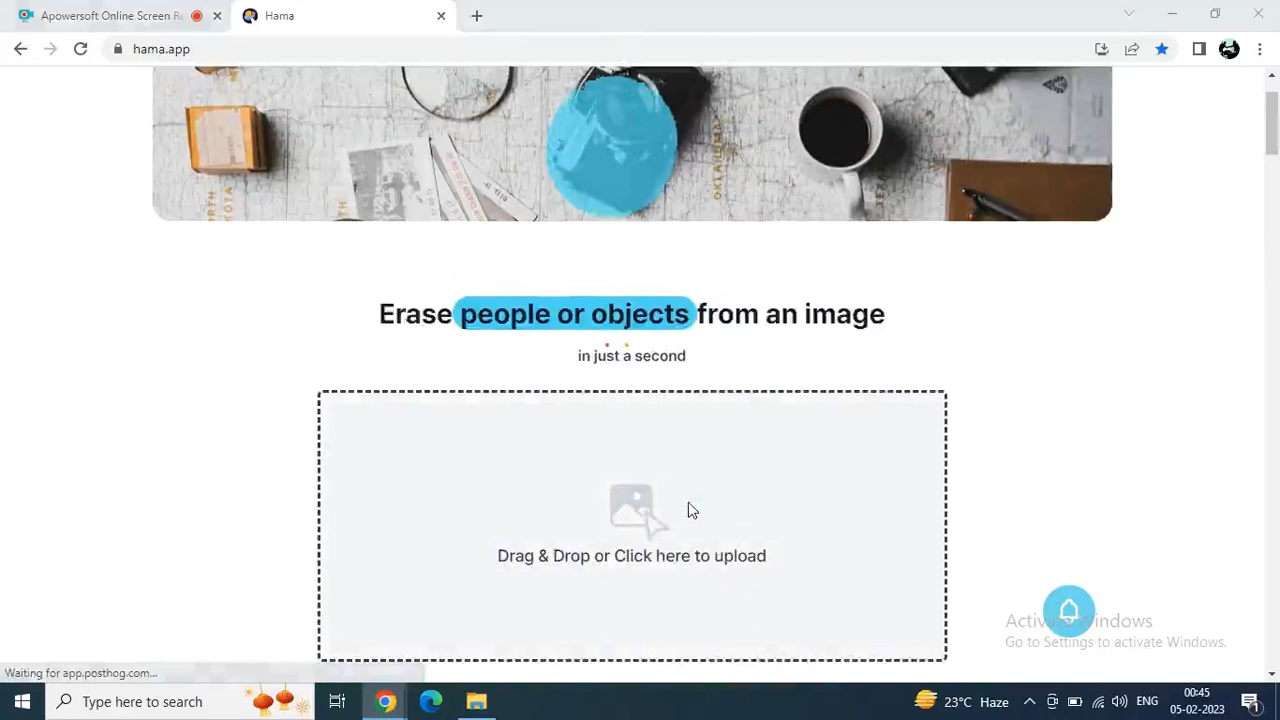 Apowersoft Online Screen Re
Hama
hama.app
OKLAHOMA
Erase people or objects from an image
in just a second
Drag & Drop or Click here to upload
Activate Windows
Go to Settings to activate Windows.
Waiting for app.posthog.com...
Type here to search
23°C Haze
ENG
00:45
05-02-2023
1